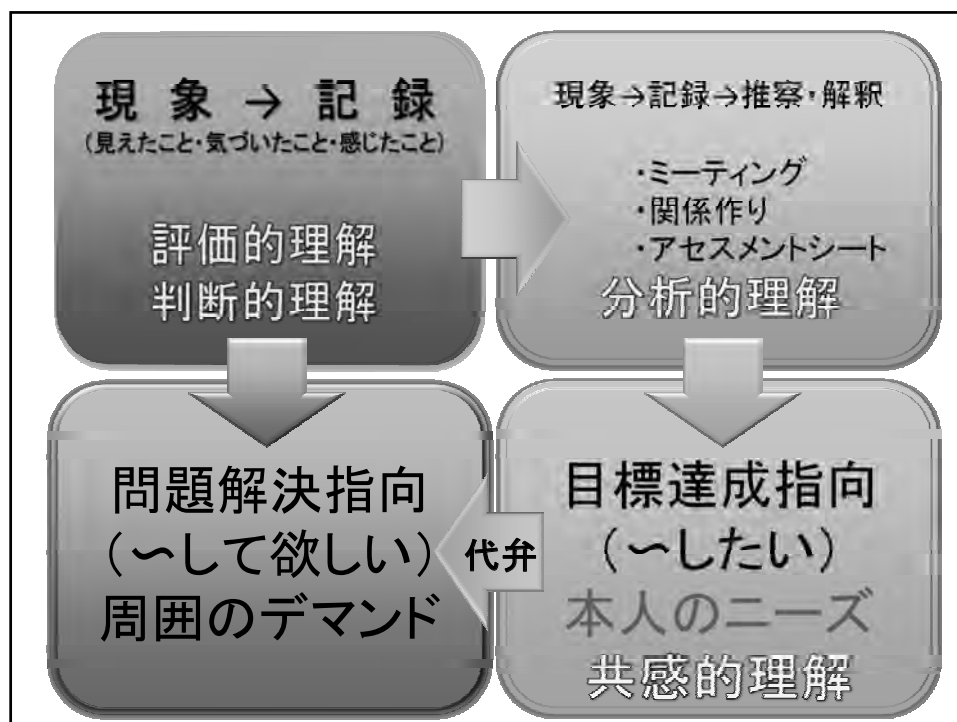 現 象 → 記 録
(見えたこと・気づいたこと・感じたこと)
評価的理解
判断的理解
現象→記録→推察・解釈
・ミーティング
・関係作り
・アセスメントシート
分析的理解
問題解決指向
（～して欲しい）
周囲のデマンド
代弁
目標達成指向
（～したい）
本人のニーズ
共感的理解